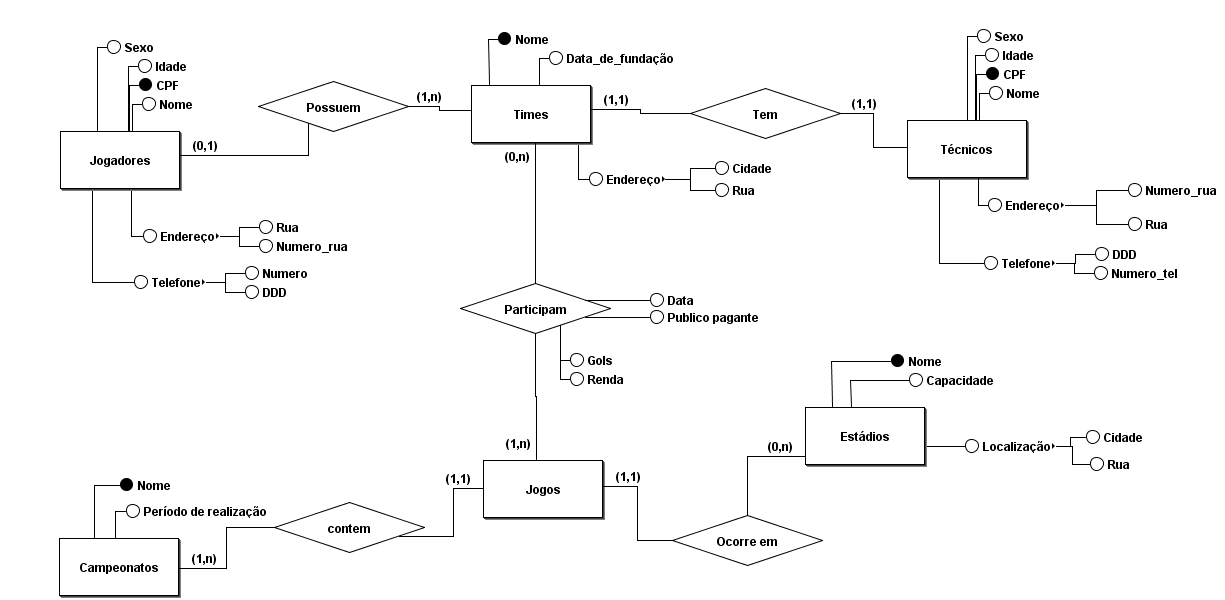 Sexo
Idade
CPF
Nome
Jogadores
(0,1)
Endereço
Rua
Numero_rua
Telefone
Numero
DDD
Possuem
(1,n)
Nome
Data_de_fundação
Times
(1,1)
(0,n)
Endereço
Cidade
Rua
Tem
(1,1)
Sexo
Idade
CPF
Nome
Técnicos
Endereço
Numero_rua
Rua
Telefone
DDD
Numero_tel
Participam
Data
Publico pagante
Gols
Renda
(1,n)
Jogos
(1,1)
(1,1)
Nome
Capacidade
Estádios
(0,n)
Localização
Cidade
Rua
Ocorre em
Nome
Período de realização
Campeonatos
(1,n)
contem